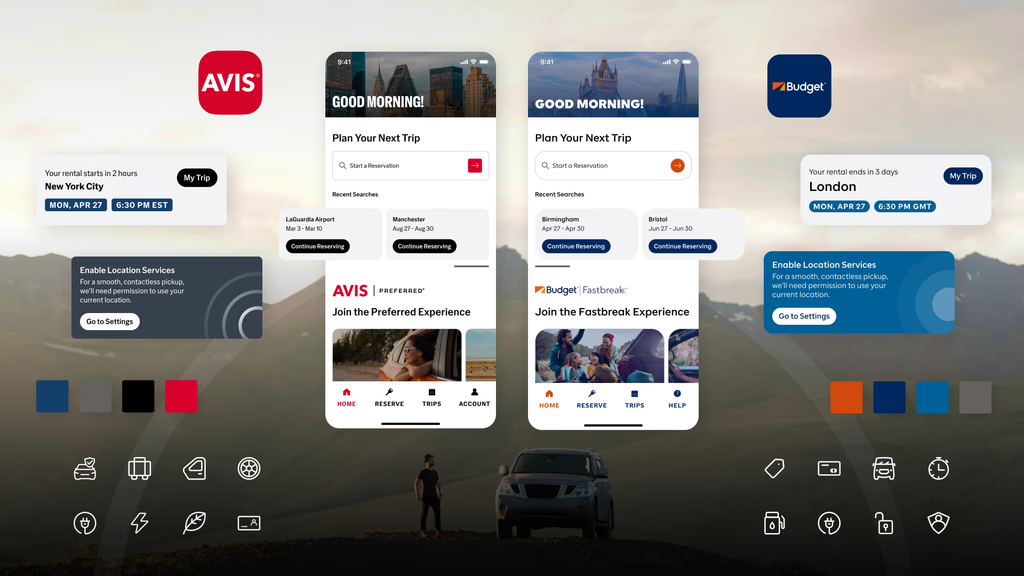 AVIS®
Your rental starts in 2 hours
New York City
My Trip
MON, APR 27
6:30 PM EST
Enable Location Services
For a smooth, contactless pickup,
we'll need permission to use your
current location.
Go to Settings
9:41
GOOD MORNING!
Plan Your Next Trip
Start a Reservation
Recent Searches
LaGuardia Airport
Mar 3 - Mar 10
Continue Reserving
Manchester
Aug 27 - Aug 30
Continue Reserving
AVIS | PREFERRED®
Join the Preferred Experience
HOME
RESERVE
TRIPS
ACCOUNT
9:41
GOOD MORNING!
Plan Your Next Trip
Start a Reservation
Recent Searches
Birmingham
Apr 27 - Apr 30
Continue Reserving
Bristol
Jun 27 - Jun 30
Continue Reserving
Budget | Fastbreak
Join the Fastbreak Experience
HOME
RESERVE
TRIPS
HELP
Budget
Your rental ends in 3 days
London
My Trip
MON, APR 27
6:30 PM GMT
Enable Location Services
For a smooth, contactless pickup,
we'll need permission to use your
current location.
Go to Settings